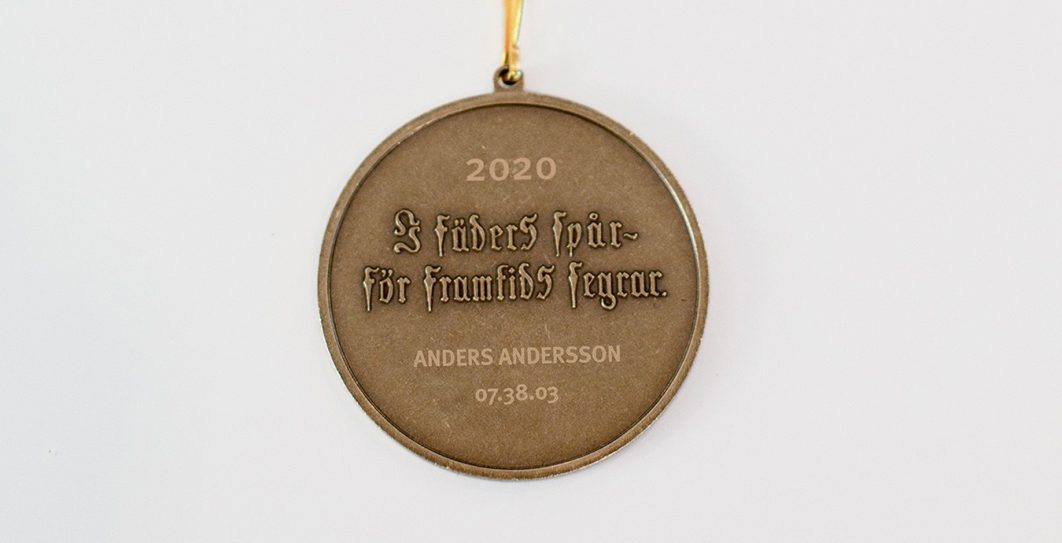 2020
I fäders spår-
för framtids segrar.
ANDERS ANDERSSON
07.38.03